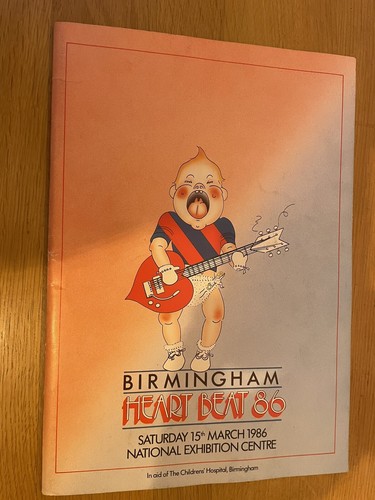 BIRMINGHAM
HEART BEAT 86
SATURDAY 15th MARCH 1986
NATIONAL EXHIBITION CENTRE
In aid of The Childrens' Hospital, Birmingham